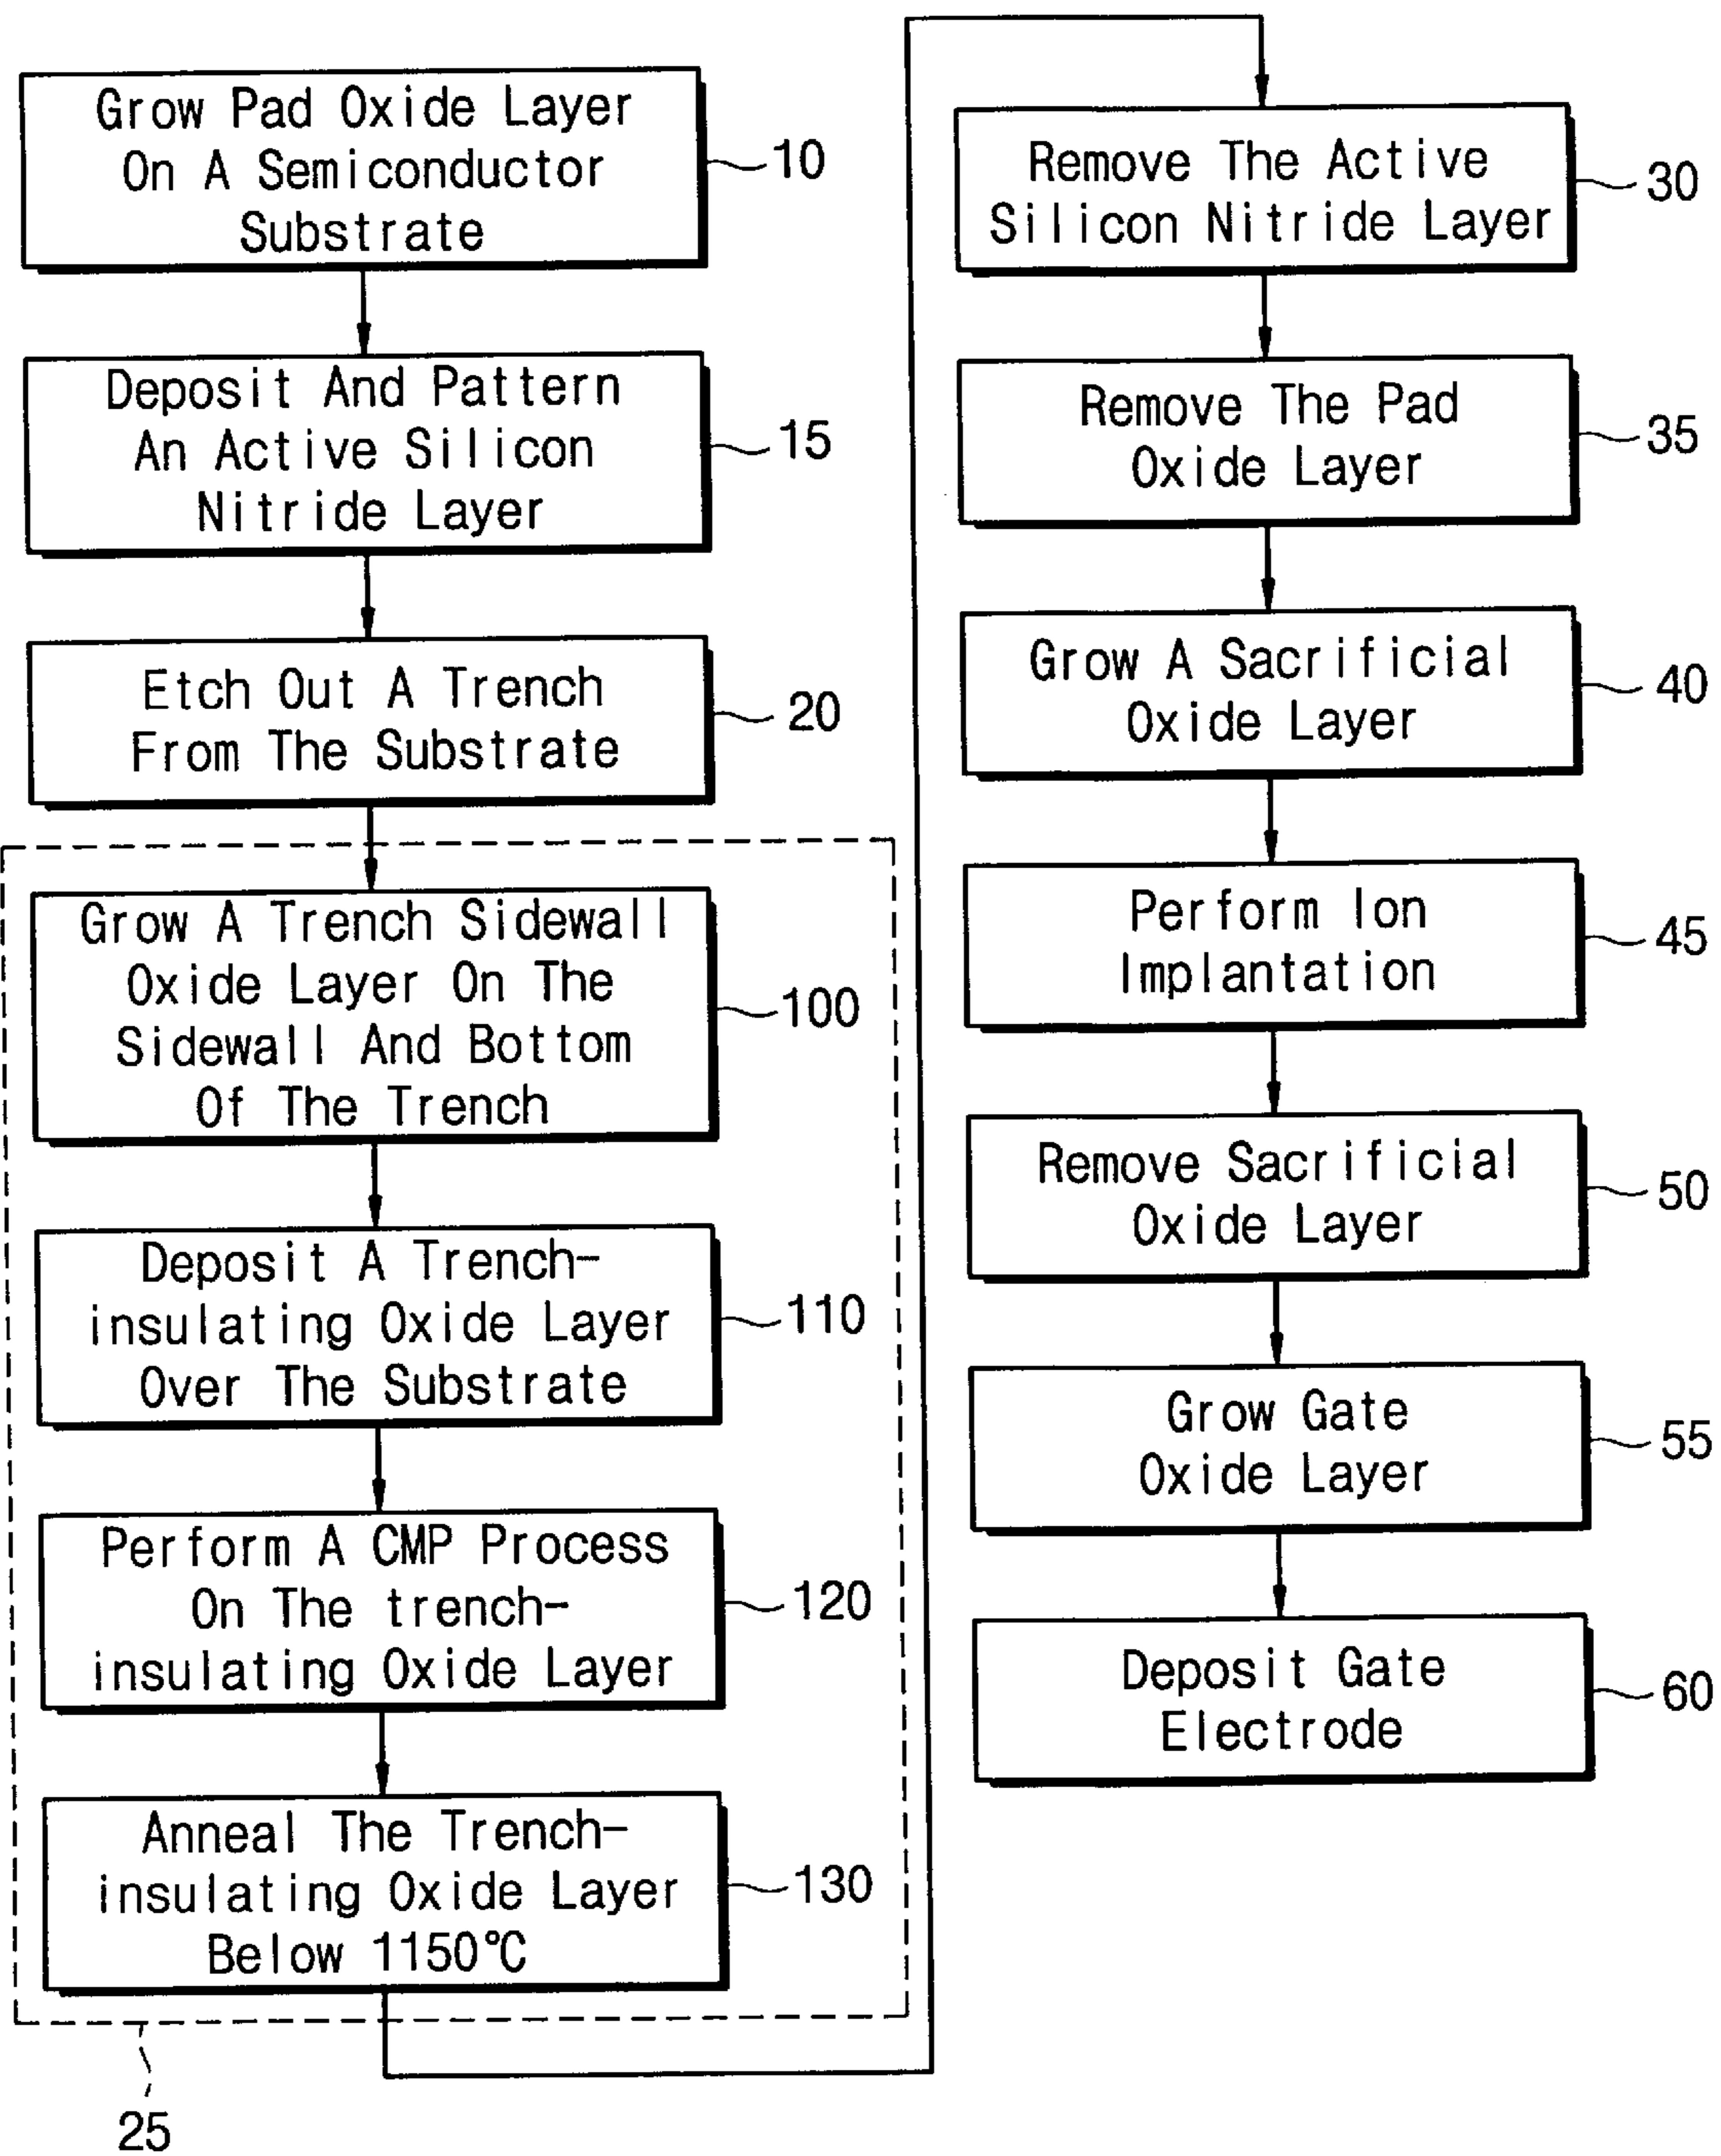 Grow Pad Oxide Layer
On A Semiconductor
Substrate
10
Deposit And Pattern
An Active Silicon
Nitride Layer
15
Etch Out A Trench
From The Substrate
20
Grow A Trench Sidewall
Oxide Layer On The
Sidewall And Bottom
Of The Trench
100
Deposit A Trench-
insulating Oxide Layer
Over The Substrate
110
Perform A CMP Process
On The trench-
insulating Oxide Layer
120
Anneal The Trench-
insulating Oxide Layer
Below 1150°C
130
25
Remove The Active
Silicon Nitride Layer
30
Remove The Pad
Oxide Layer
35
Grow A Sacrificial
Oxide Layer
40
Perform Ion
Implantation
45
Remove Sacrificial
Oxide Layer
50
Grow Gate
Oxide Layer
55
Deposit Gate
Electrode
60